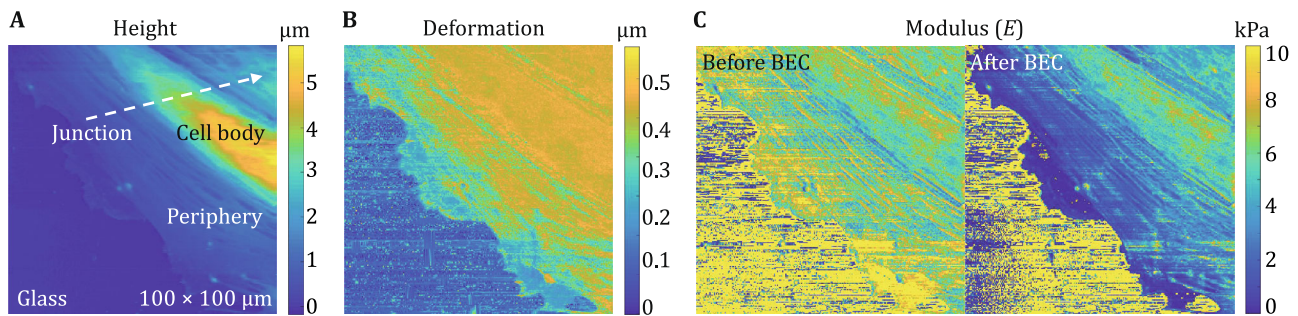 A
Height
μm
5
4
3
2
1
0
Junction
Cell body
Periphery
Glass
100 × 100 μm
B
Deformation
μm
0.5
0.4
0.3
0.2
0.1
0
C
Modulus (E)
kPa
Before BEC
After BEC
10
8
6
4
2
0